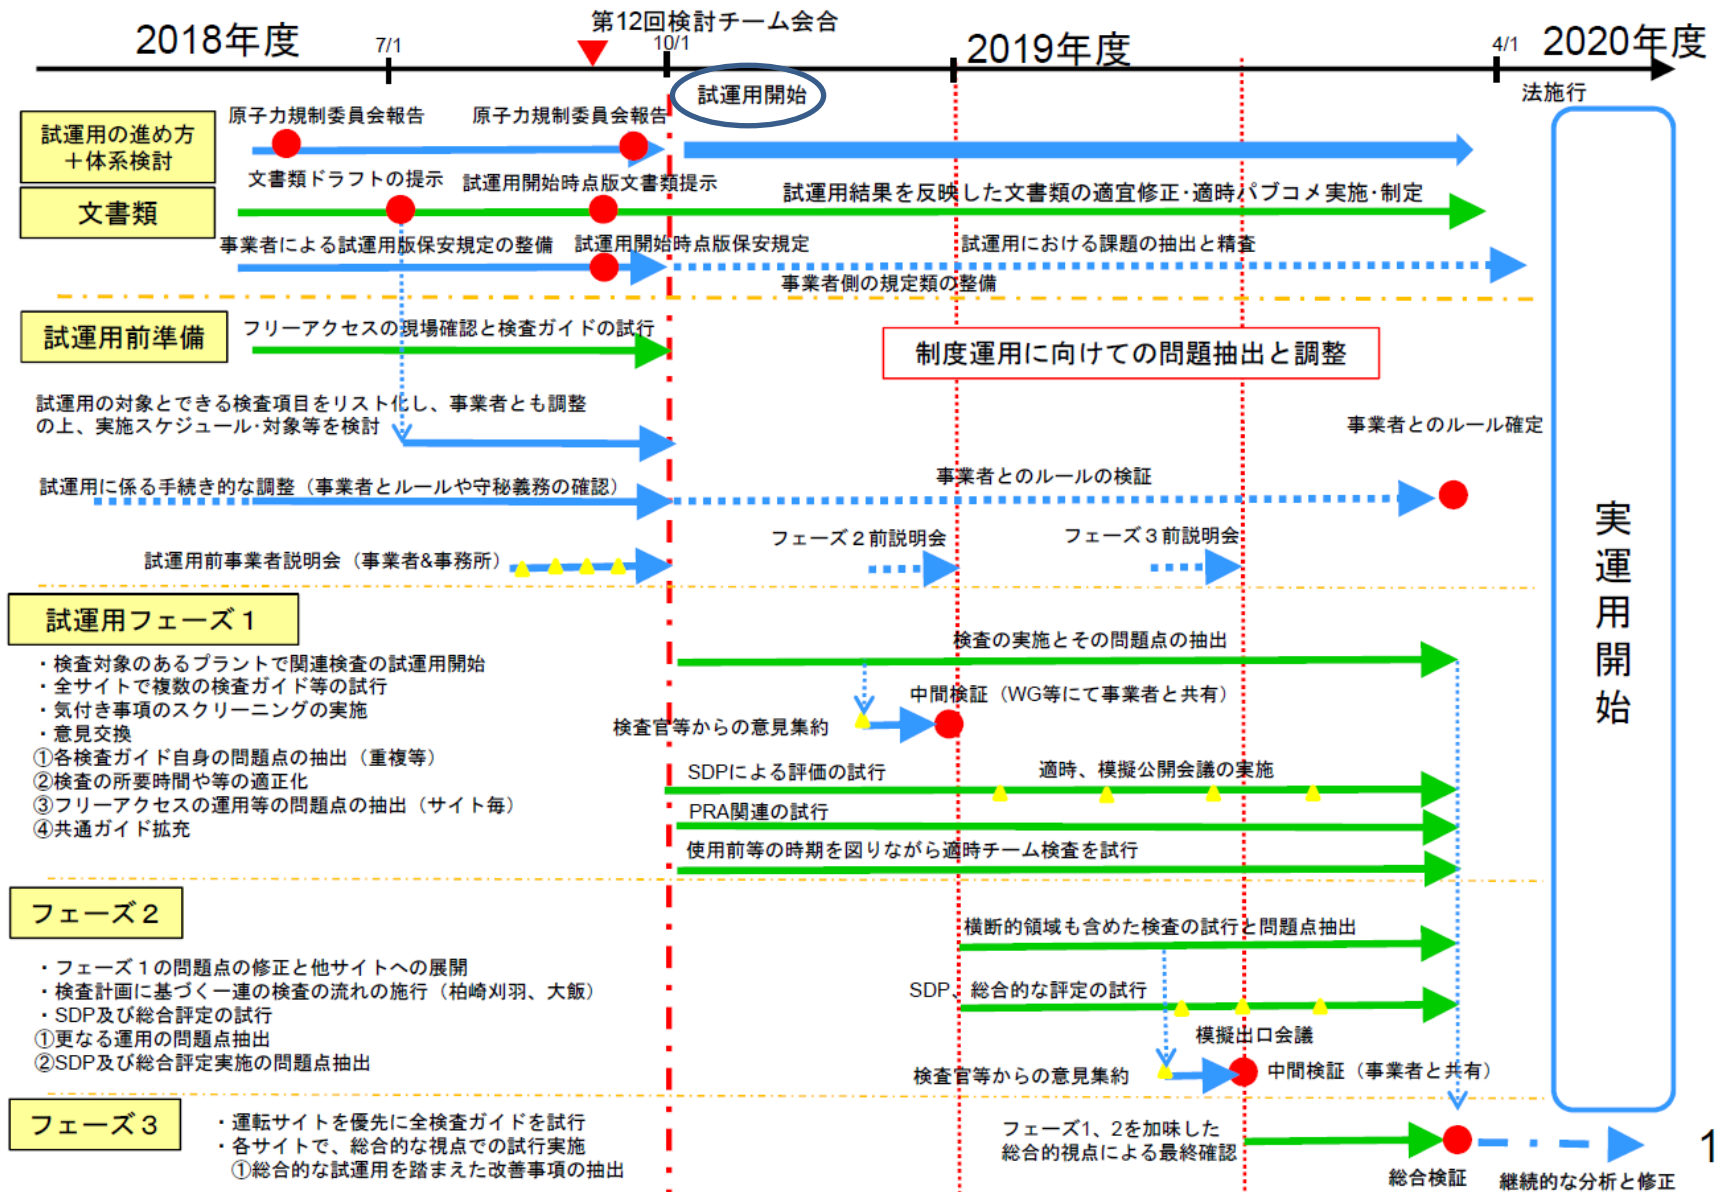 第12回検討チーム会合
2018年度
7/1
10/1
2019年度
4/1
2020年度
試運用開始
法施行
試運用の進め方
＋体系検討
原子力規制委員会報告
原子力規制委員会報告
文書類
文書類ドラフトの提示
試運用開始時点版文書類提示
試運用結果を反映した文書類の適宜修正・適時パブコメ実施・制定
事業者による試運用版保安規定の整備
試運用開始時点版保安規定
試運用における課題の抽出と精査
事業者側の規定類の整備
試運用前準備
フリーアクセスの現場確認と検査ガイドの試行
制度運用に向けての問題抽出と調整
試運用の対象とできる検査項目をリスト化し、事業者とも調整
の上、実施スケジュール・対象等を検討
事業者とのルール確定
試運用に係る手続き的な調整（事業者とルールや守秘義務の確認）
事業者とのルールの検証
試運用前事業者説明会（事業者&事務所）
フェーズ２前説明会
フェーズ３前説明会
実運用開始
試運用フェーズ１
・検査対象のあるプラントで関連検査の試運用開始
・全サイトで複数の検査ガイド等の試行
・気付き事項のスクリーニングの実施
・意見交換
①各検査ガイド自身の問題点の抽出（重複等）
②検査の所要時間や等の適正化
③フリーアクセスの運用等の問題点の抽出（サイト毎）
④共通ガイド拡充
検査の実施とその問題点の抽出
中間検証（WG等にて事業者と共有）
検査官等からの意見集約
SDPによる評価の試行
適時、模擬公開会議の実施
PRA関連の試行
使用前等の時期を図りながら適時チーム検査を試行
フェーズ２
・フェーズ１の問題点の修正と他サイトへの展開
・検査計画に基づく一連の検査の流れの施行（柏崎刈羽、大飯）
・SDP及び総合評定の試行
①更なる運用の問題点抽出
②SDP及び総合評定実施の問題点抽出
横断的領域も含めた検査の試行と問題点抽出
SDP、総合的な評定の試行
模擬出口会議
検査官等からの意見集約
中間検証（事業者と共有）
フェーズ３
・運転サイトを優先に全検査ガイドを試行
・各サイトで、総合的な視点での試行実施
①総合的な試運用を踏まえた改善事項の抽出
フェーズ1、2を加味した
総合的視点による最終確認
総合検証
継続的な分析と修正
1